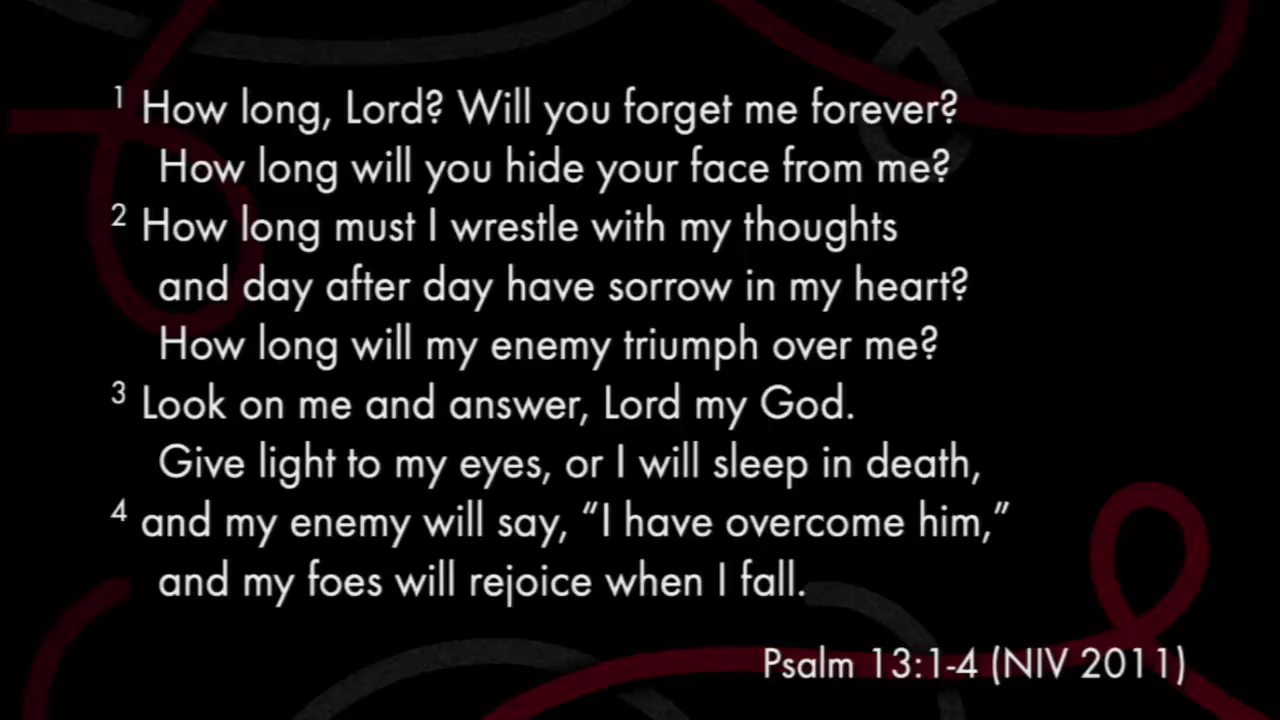 1 How long, Lord? Will you forget me forever?
How long will you hide your face from me?
2 How long must I wrestle with my thoughts
and day after day have sorrow in my heart?
How long will my enemy triumph over me?
3 Look on me and answer, Lord my God.
Give light to my eyes, or I will sleep in death,
4 and my enemy will say, “I have overcome him,”
and my foes will rejoice when I fall.
Psalm 13:1-4 (NIV 2011)